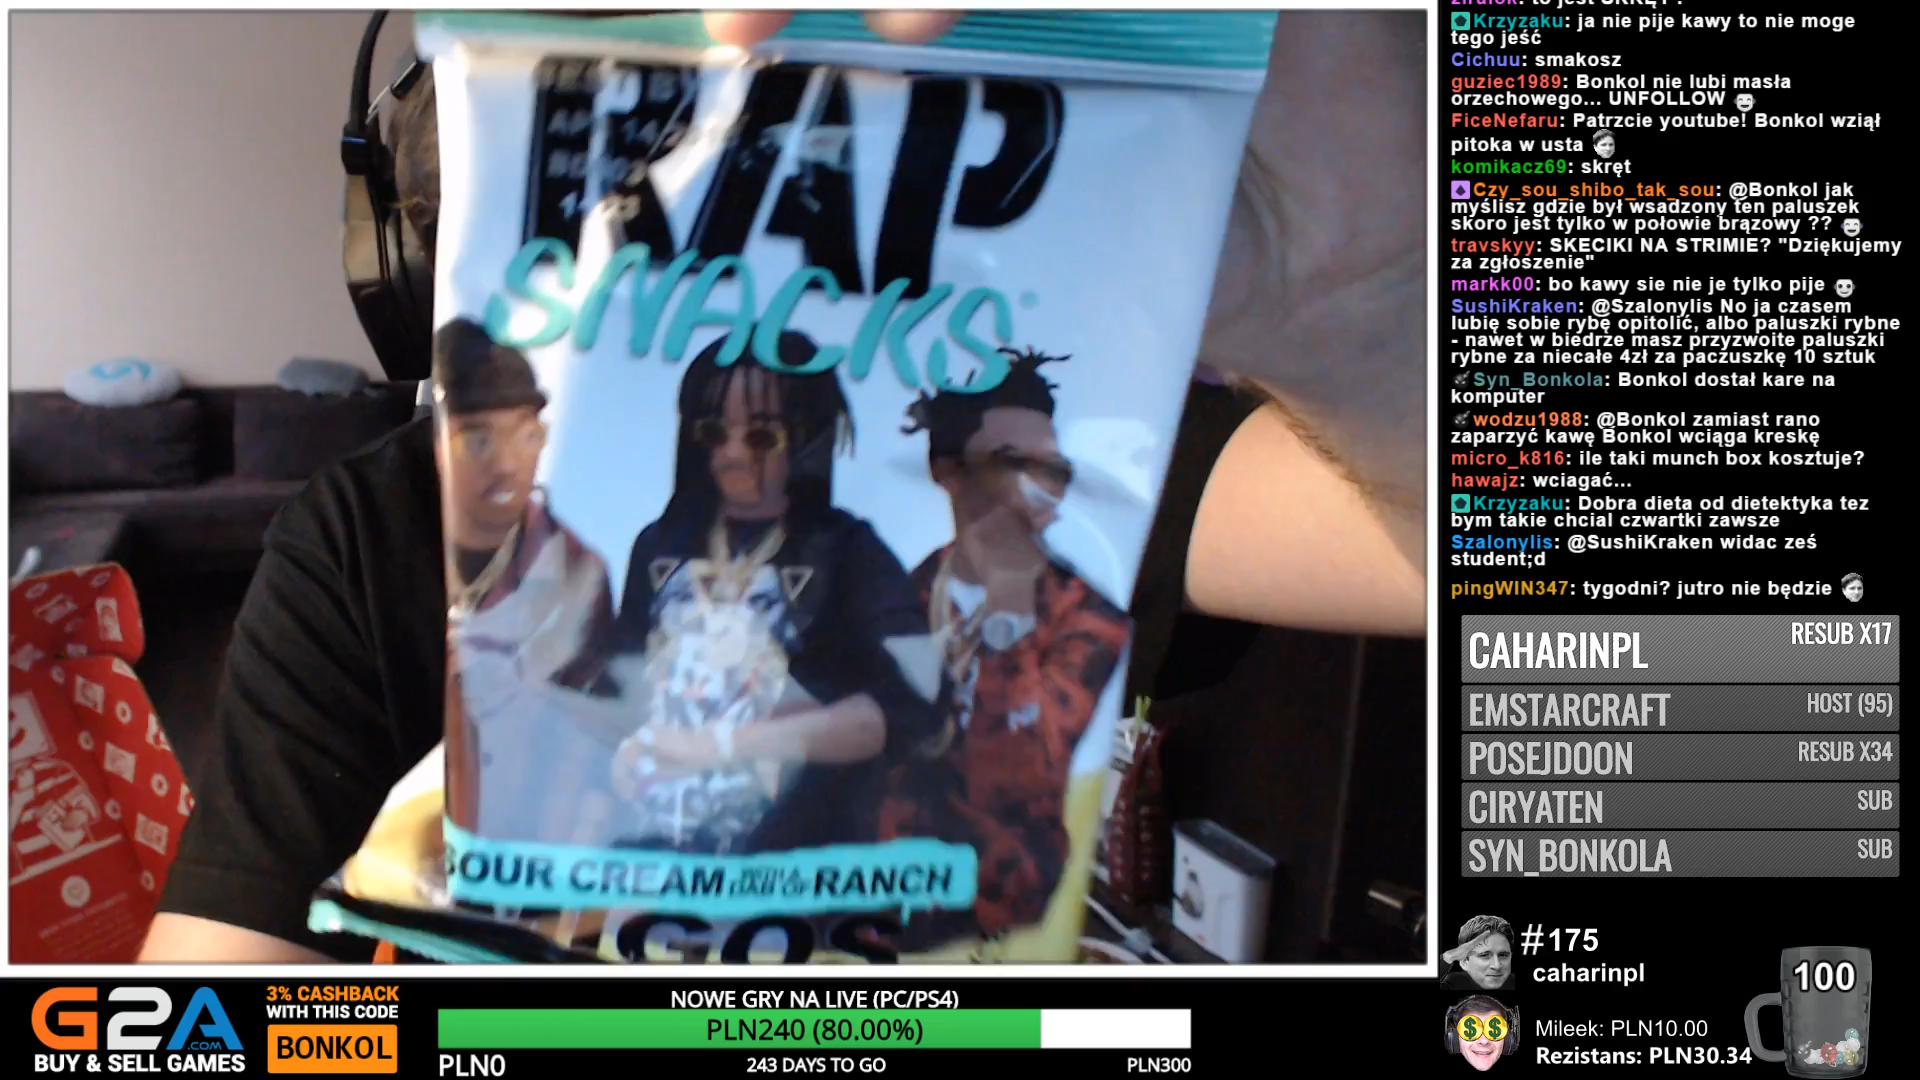 RAP
SNACKS
SOUR CREAM WITH A DAB OF RANCH
Krzyzaku: ja nie pije kawy to nie moge
tego jeść
Cichuu: smakosz
guziec1989: Bonkol nie lubi masła
orzechowego... UNFOLLOW
FiceNefaru: Patrzcie youtube! Bonkol wziął
pitoka w usta
komikacz69: skręt
Czy_sou_shibo_tak_sou: @Bonkol jak
myślisz gdzie był wsadzony ten paluszek
skoro jest tylko w połowie brązowy ??
travskyy: SKECIKI NA STRIMIE? "Dziękujemy
za zgłoszenie"
markk00: bo kawy sie nie je tylko pije
SushiKraken: @Szalonylis No ja czasem
lubię sobie rybę opitolić, albo paluszki rybne
- nawet w biedrze masz przyzwoite paluszki
rybne za niecałe 4zł za paczuszkę 10 sztuk
Syn_Bonkola: Bonkol dostał kare na
komputer
wodzu1988: @Bonkol zamiast rano
zaparzyć kawę Bonkol wciąga kreskę
micro_k816: ile taki munch box kosztuje?
hawajz: wciagać...
Krzyzaku: Dobra dieta od dietektyka tez
bym takie chcial czwartki zawsze
Szalonylis: @SushiKraken widac ześ
student;d
pingWIN347: tygodni? jutro nie będzie
CAHARINPL RESUB X17
EMSTARCRAFT HOST (95)
POSEJDOON RESUB X34
CIRYATEN SUB
SYN_BONKOLA SUB
#175
caharinpl
100
Mileek: PLN10.00
Rezistans: PLN30.34
G2A
.COM
BUY & SELL GAMES
3% CASHBACK
WITH THIS CODE
BONKOL
NOWE GRY NA LIVE (PC/PS4)
PLN240 (80.00%)
PLN0
243 DAYS TO GO
PLN300